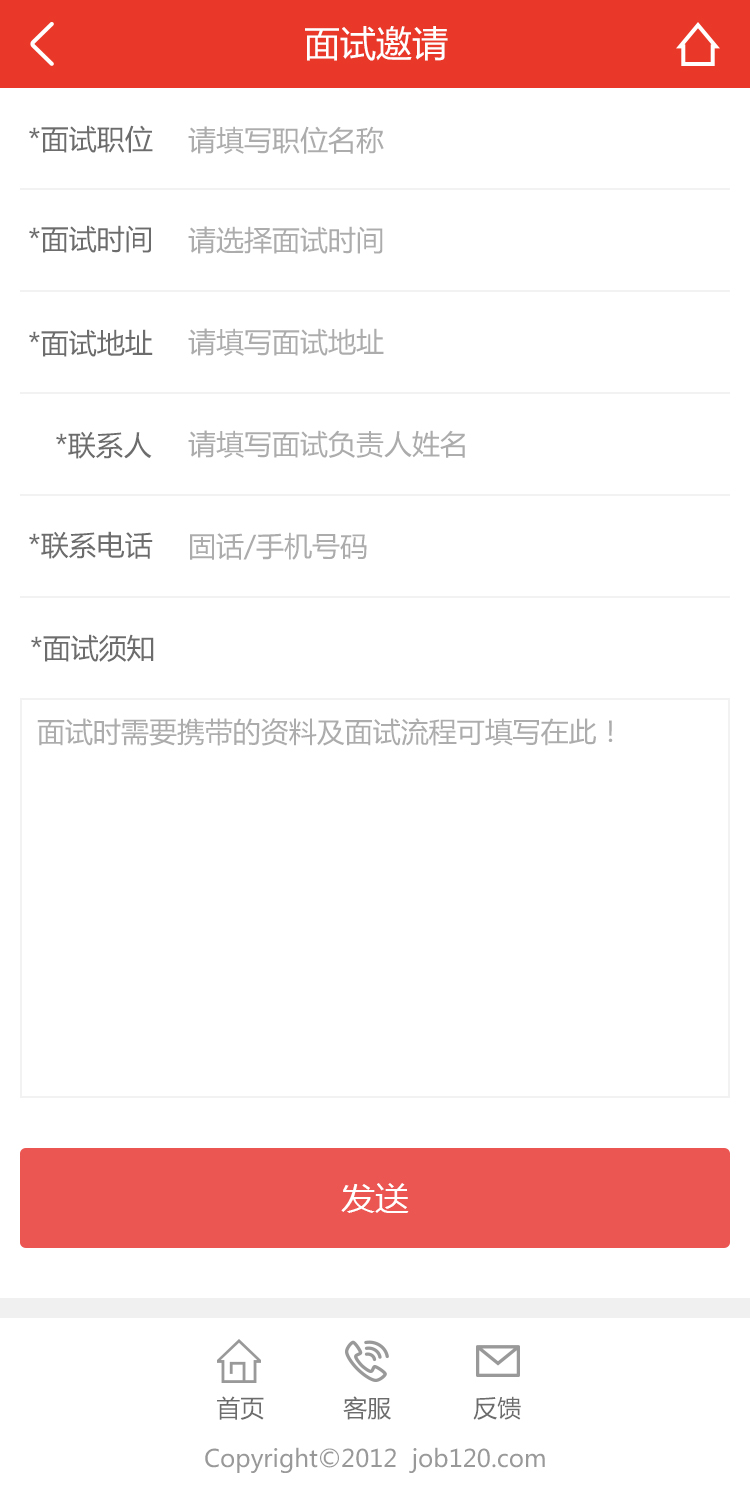 面试邀请
*面试职位 请填写职位名称
*面试时间 请选择面试时间
*面试地址 请填写面试地址
*联系人 请填写面试负责人姓名
*联系电话 固话/手机号码
*面试须知
面试时需要携带的资料及面试流程可填写在此！
发送
首页 客服 反馈
Copyright©2012 job120.com